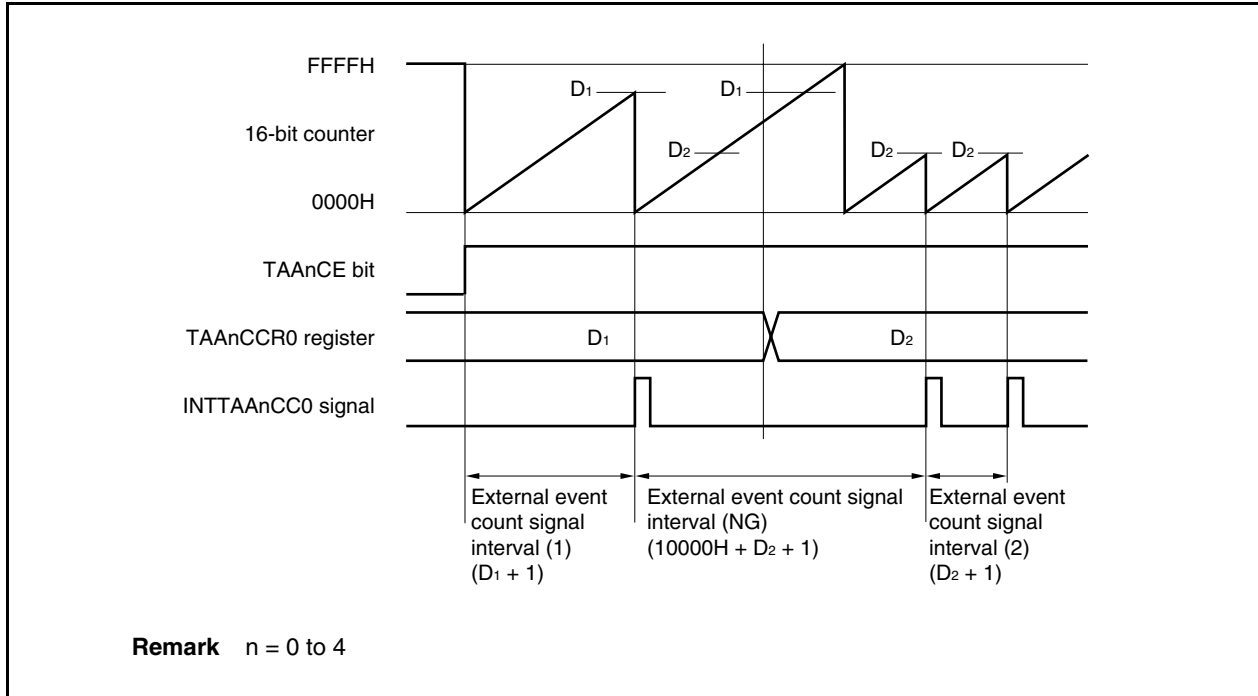 FFFFH
D1
D1
16-bit counter
D2
D2
D2
0000H
TAAnCE bit
TAAnCCR0 register
D1
D2
INTTAAnCC0 signal
External event
count signal
interval (1)
(D1 + 1)
External event count signal
interval (NG)
(10000H + D2 + 1)
External event
count signal
interval (2)
(D2 + 1)
Remark n = 0 to 4